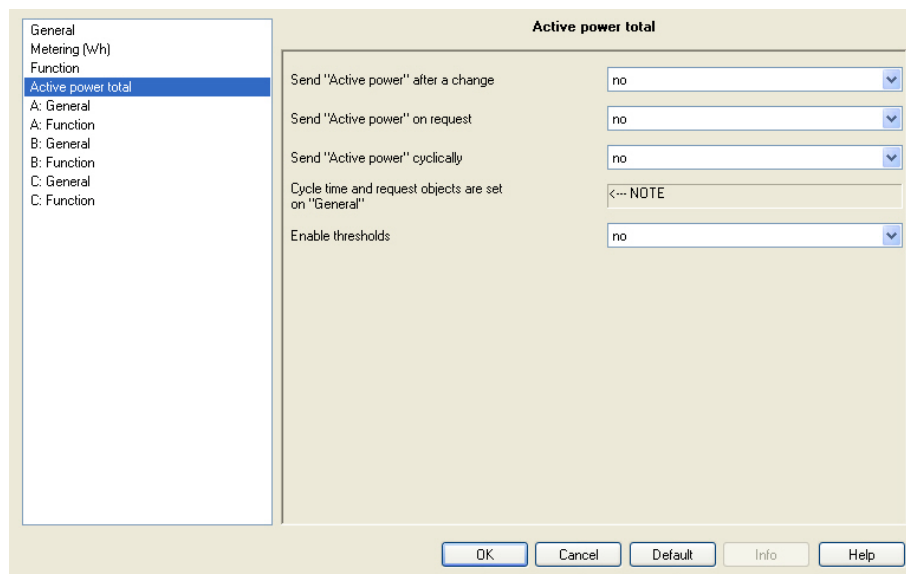 Active power total
General
Metering (Wh)
Function
Active power total
A: General
A: Function
B: General
B: Function
C: General
C: Function
Send "Active power" after a change
no
Send "Active power" on request
no
Send "Active power" cyclically
no
Cycle time and request objects are set
on "General"
<--- NOTE
Enable thresholds
no
OK
Cancel
Default
Info
Help